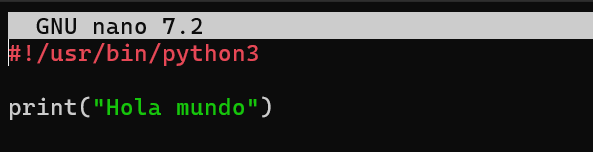 GNU nano 7.2
#!/usr/bin/python3
print("Hola mundo")